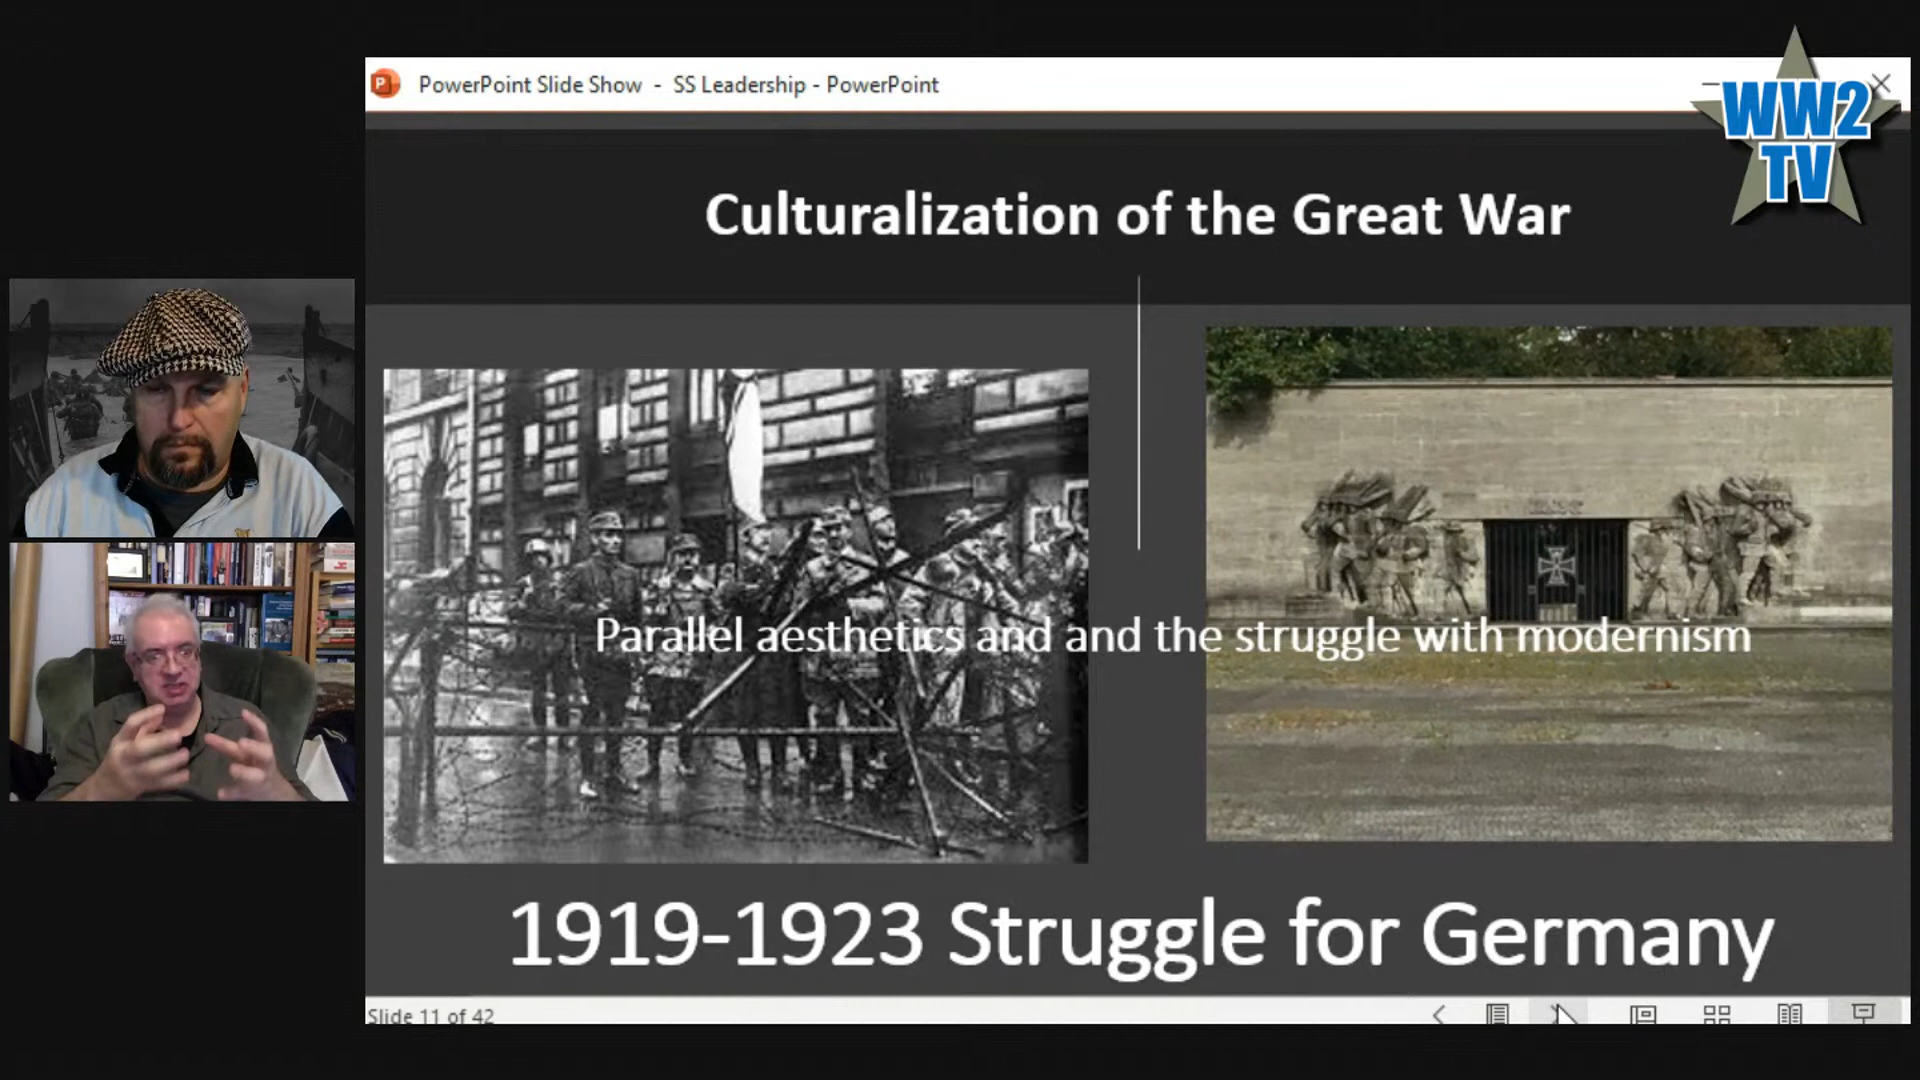 PowerPoint Slide Show - SS Leadership - PowerPoint
WW2
TV
Culturalization of the Great War
Parallel aesthetics and and the struggle with modernism
1919-1923 Struggle for Germany
Slide 11 of 42